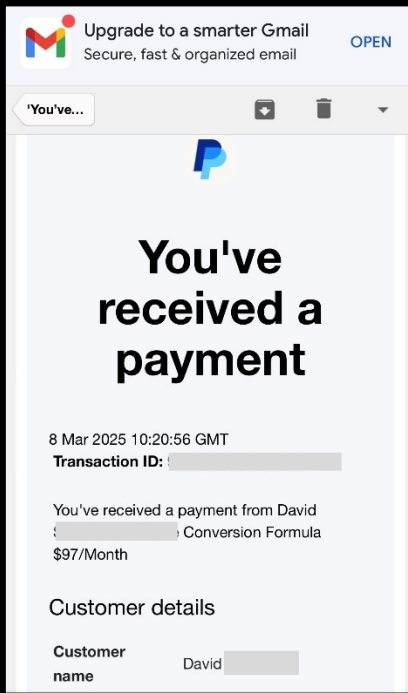 Upgrade to a smarter Gmail
Secure, fast & organized email
OPEN
'You've...
You've
received a
payment
8 Mar 2025 10:20:56 GMT
Transaction ID:
You've received a payment from David
Conversion Formula
$97/Month
Customer details
Customer
name
David